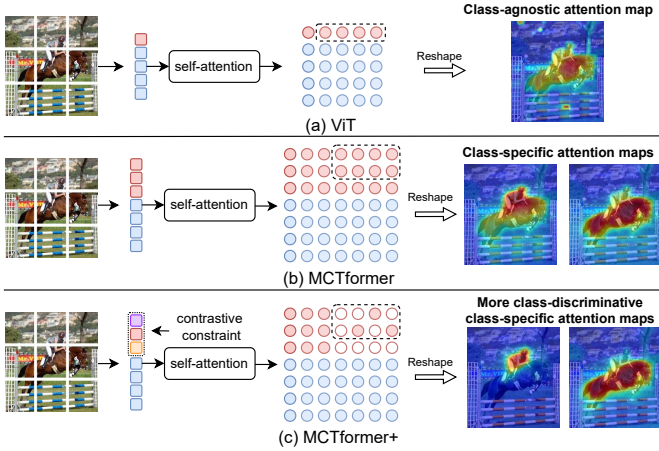 Class-agnostic attention map
self-attention
Reshape
(a) ViT
Class-specific attention maps
self-attention
Reshape
(b) MCTformer
More class-discriminative
class-specific attention maps
contrastive
constraint
self-attention
Reshape
(c) MCTformer+